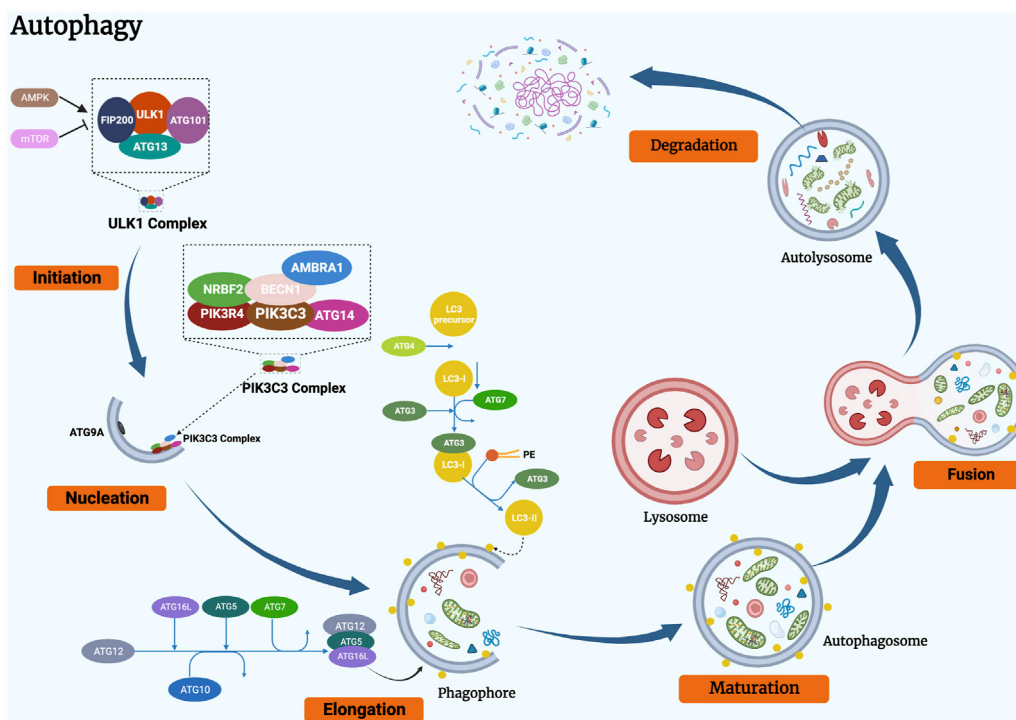 Autophagy
AMPK
mTOR
FIP200
ULK1
ATG101
ATG13
ULK1 Complex
Initiation
AMBRA1
NRBF2
BECN1
PIK3R4
PIK3C3
ATG14
PIK3C3 Complex
ATG9A
PIK3C3 Complex
Nucleation
LC3
precursor
ATG4
LC3-I
ATG7
ATG3
ATG3
LC3-I
PE
ATG3
LC3-II
ATG16L
ATG5
ATG7
ATG12
ATG10
ATG12
ATG5
ATG16L
Elongation
Phagophore
Maturation
Autophagosome
Lysosome
Fusion
Autolysosome
Degradation